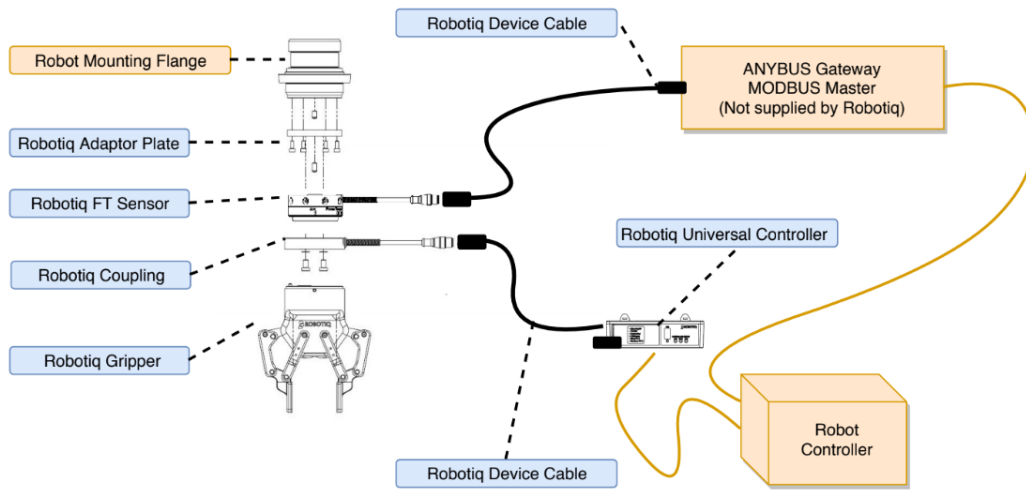 Robotiq Device Cable
Robot Mounting Flange
ANYBUS Gateway
MODBUS Master
(Not supplied by Robotiq)
Robotiq Adaptor Plate
Robotiq FT Sensor
Robotiq Universal Controller
Robotiq Coupling
ROBOTIQ
Robotiq Gripper
Robot
Controller
Robotiq Device Cable